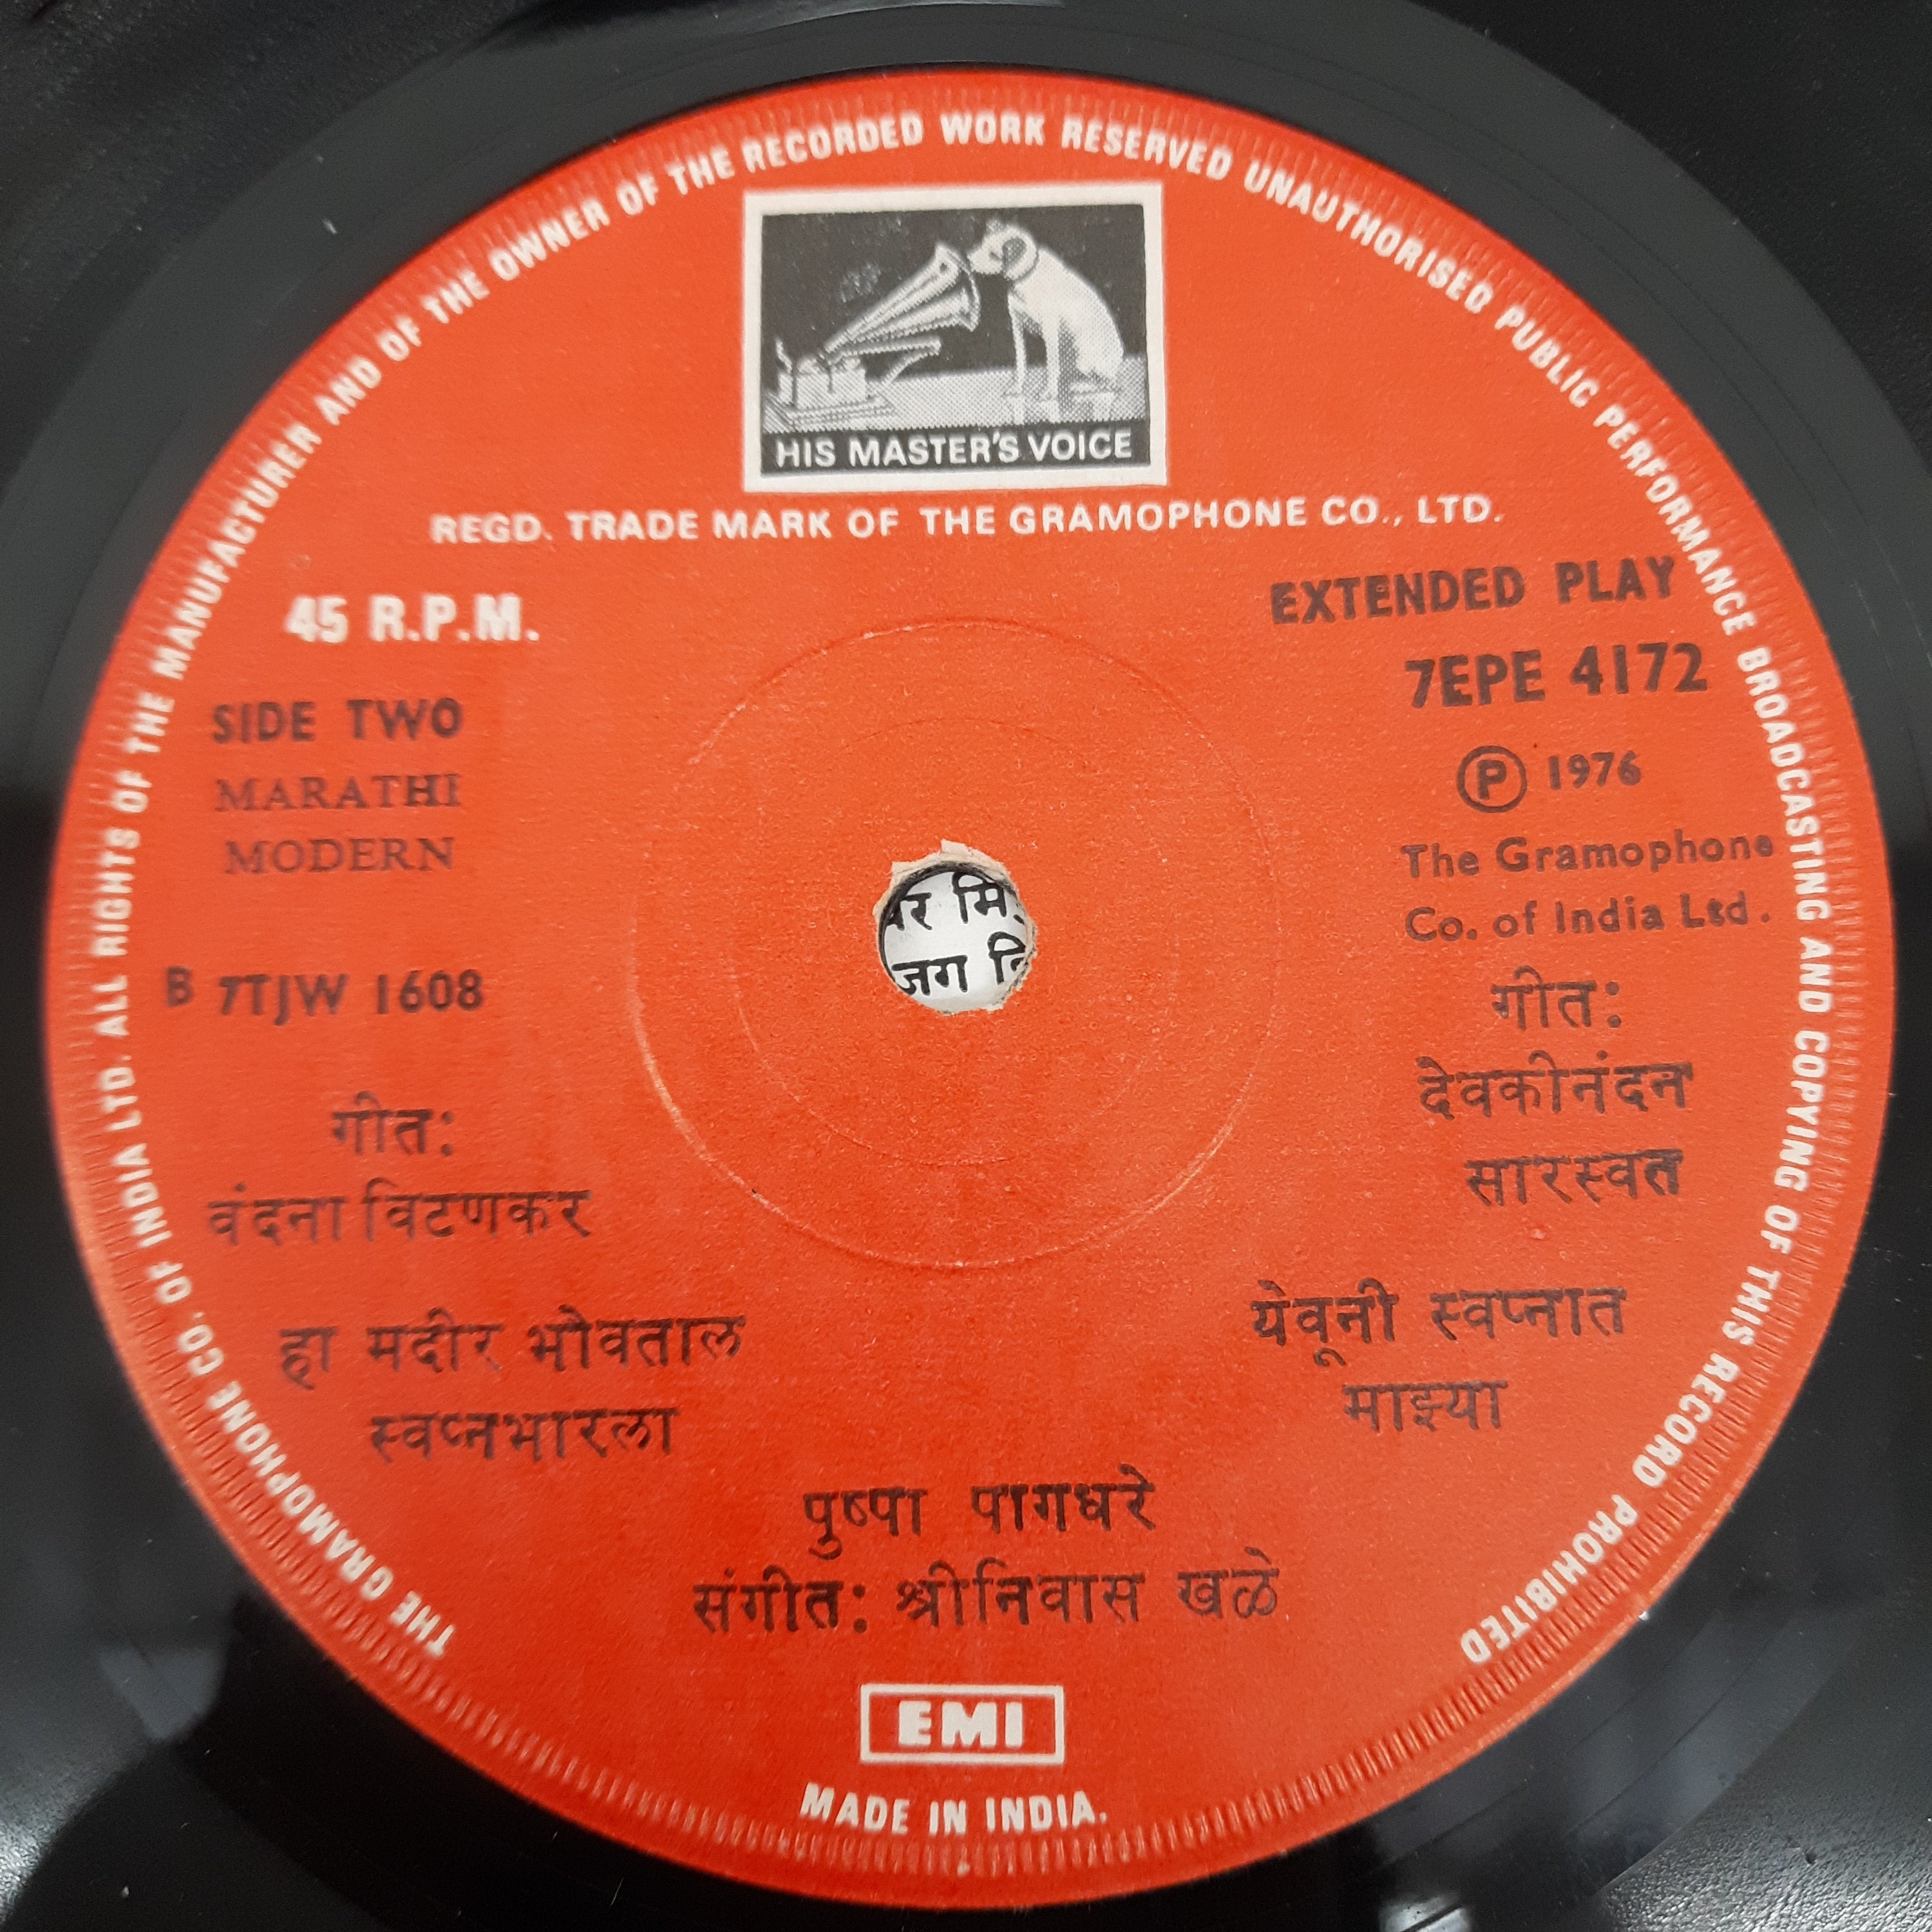 THE GRAMOPHONE CO. OF INDIA LTD. ALL RIGHTS OF THE MANUFACTURER AND OF THE OWNER OF THE RECORDED WORK RESERVED UNAUTHORISED PUBLIC PERFORMANCE BROADCASTING AND COPYING OF THIS RECORD PROHIBITED
HIS MASTER'S VOICE
REGD. TRADE MARK OF THE GRAMOPHONE CO., LTD.
45 R.P.M.
SIDE TWO
MARATHI
MODERN
B 7TJW 1608
EXTENDED PLAY
7EPE 4172
Ⓟ 1976
The Gramophone
Co. of India Ltd.
जग
गीत:
वंदना विटणकर
हा मदीर भोवताल
स्वप्नभारला
गीत:
देवकीनंदन
सारस्वत
येवूनी स्वप्नात
माझ्या
पुष्पा पागधरे
संगीत: श्रीनिवास खळे
EMI
MADE IN INDIA.